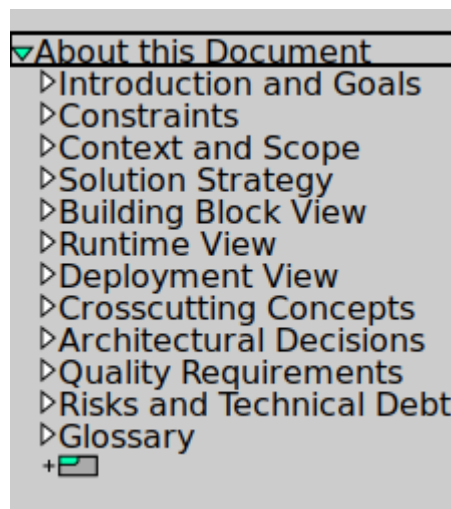 About this Document
Introduction and Goals
Constraints
Context and Scope
Solution Strategy
Building Block View
Runtime View
Deployment View
Crosscutting Concepts
Architectural Decisions
Quality Requirements
Risks and Technical Debt
Glossary
+